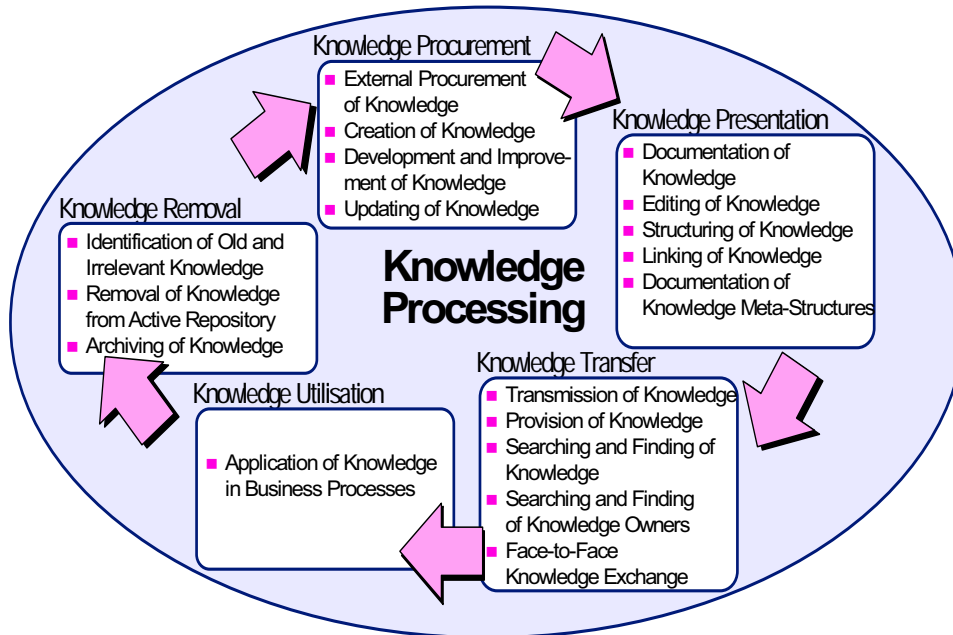 Knowledge Procurement
External Procurement
of Knowledge
Creation of Knowledge
Development and Improve-
ment of Knowledge
Updating of Knowledge
Knowledge Presentation
Documentation of
Knowledge
Editing of Knowledge
Structuring of Knowledge
Linking of Knowledge
Documentation of
Knowledge Meta-Structures
Knowledge Removal
Identification of Old and
Irrelevant Knowledge
Removal of Knowledge
from Active Repository
Archiving of Knowledge
Knowledge
Processing
Knowledge Transfer
Transmission of Knowledge
Provision of Knowledge
Searching and Finding of
Knowledge
Searching and Finding
of Knowledge Owners
Face-to-Face
Knowledge Exchange
Knowledge Utilisation
Application of Knowledge
in Business Processes